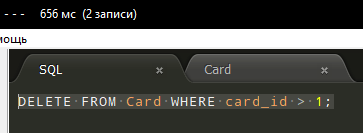 --- 656 мс (2 записи)
мощь
SQL × Card ×
DELETE FROM Card WHERE card_id > 1;